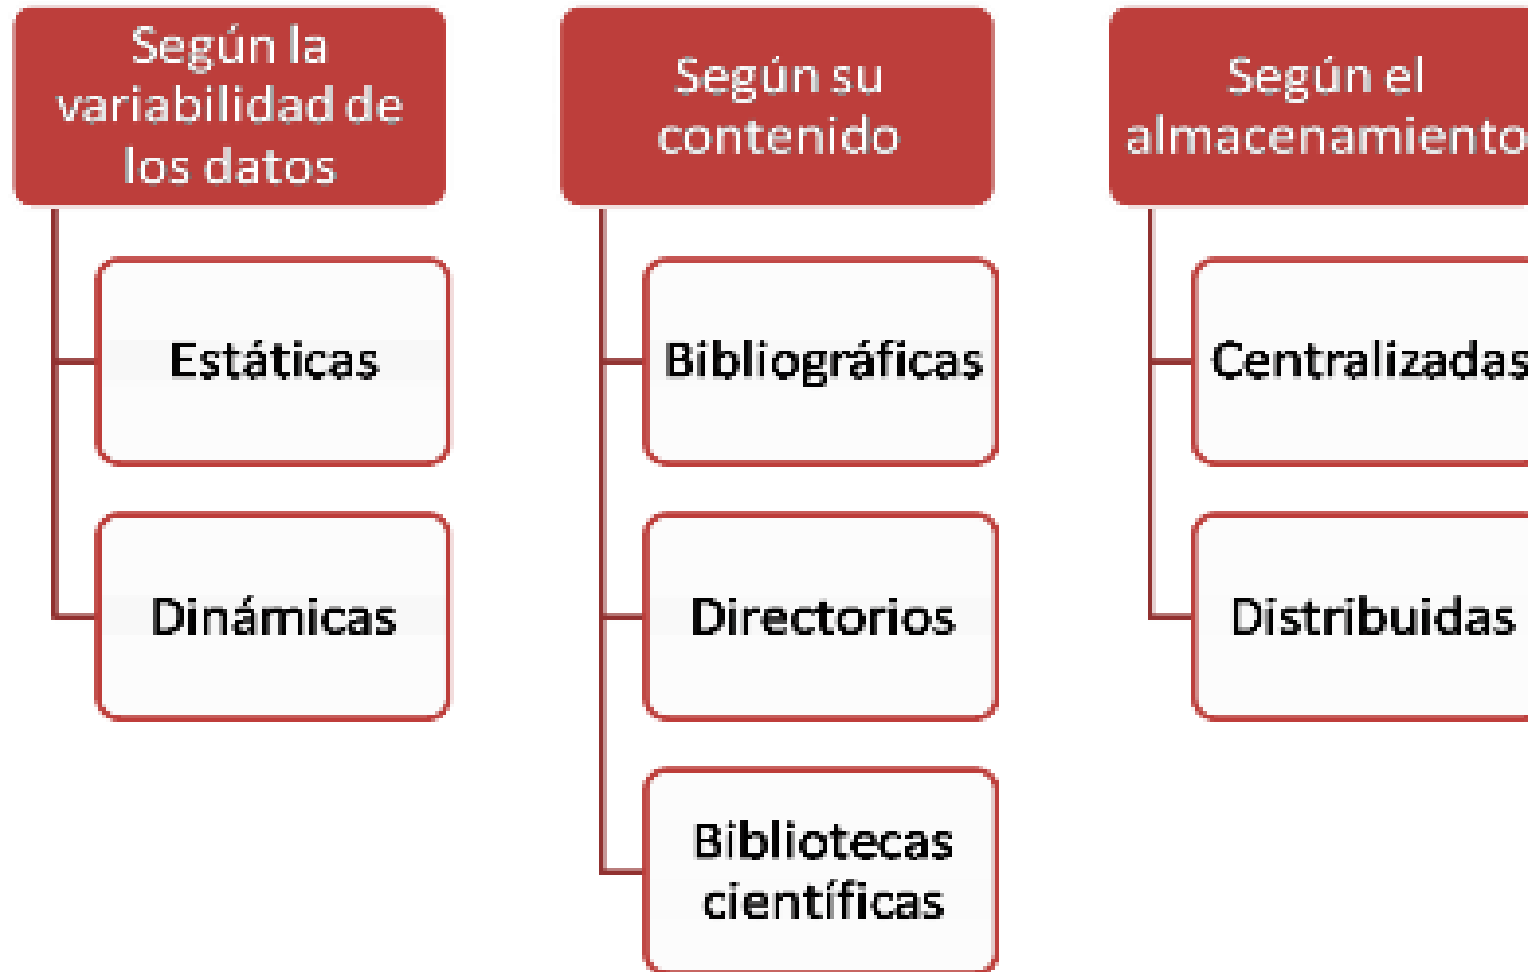 Según la
variabilidad de
los datos
Estáticas
Dinámicas
Según su
contenido
Bibliográficas
Directorios
Bibliotecas
científicas
Según el
almacenamiento
Centralizadas
Distribuidas